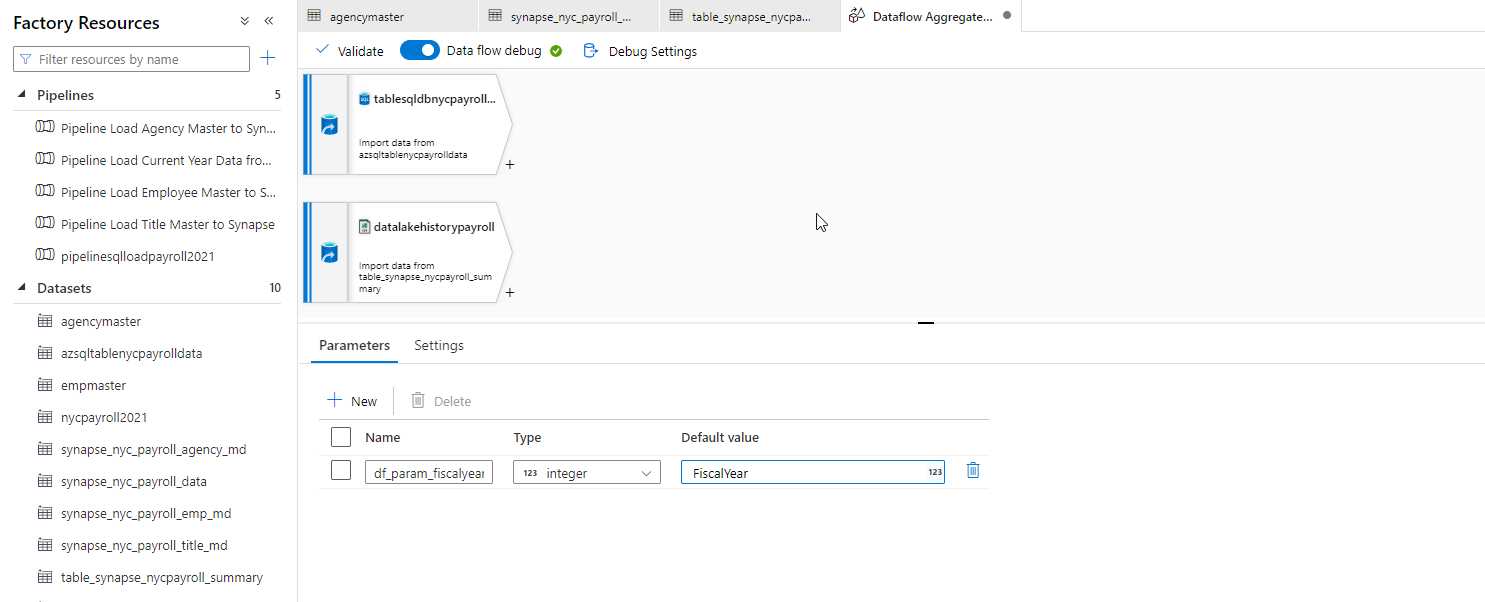 Factory Resources
Filter resources by name
Pipelines 5
Pipeline Load Agency Master to Syn...
Pipeline Load Current Year Data fro...
Pipeline Load Employee Master to S...
Pipeline Load Title Master to Synapse
pipelinesqlloadpayroll2021
Datasets 10
agencymaster
azsqltablenycpayrolldata
empmaster
nycpayroll2021
synapse_nyc_payroll_agency_md
synapse_nyc_payroll_data
synapse_nyc_payroll_emp_md
synapse_nyc_payroll_title_md
table_synapse_nycpayroll_summary
agencymaster
synapse_nyc_payroll_...
table_synapse_nycpa...
Dataflow Aggregate...
Validate
Data flow debug
Debug Settings
SQL
tablesqldbnycpayroll...
Import data from
azsqltablenycpayrolldata
+
datalakehistorypayroll
Import data from
table_synapse_nycpayroll_sum
mary
+
Parameters Settings
New Delete
Name Type Default value
df_param_fiscalyear 123 integer FiscalYear 123